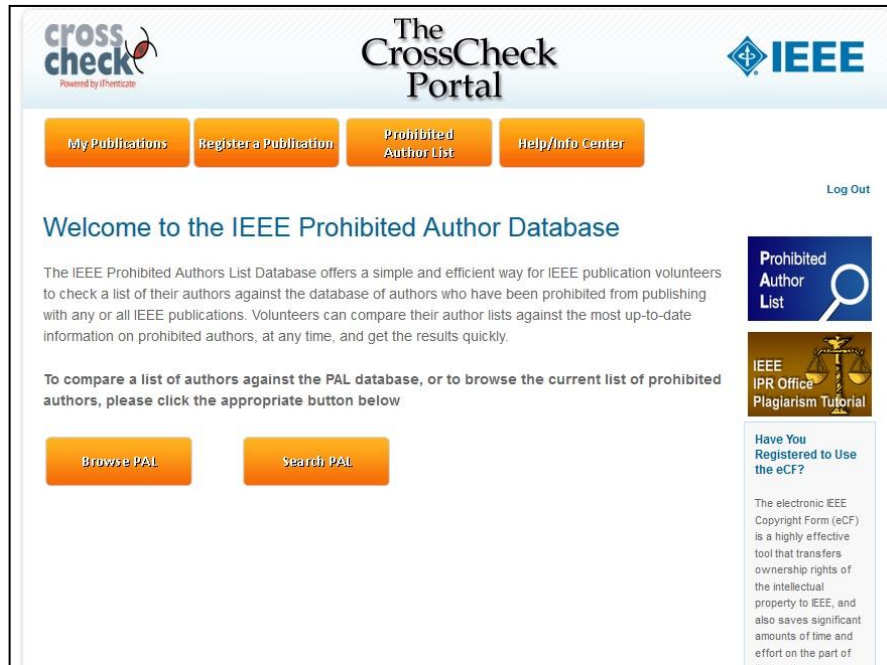 cross
check
Powered by iThenticate
The
CrossCheck
Portal
IEEE
My Publications
Register a Publication
Prohibited
Author List
Help/Info Center
Log Out
Welcome to the IEEE Prohibited Author Database
The IEEE Prohibited Authors List Database offers a simple and efficient way for IEEE publication volunteers
to check a list of their authors against the database of authors who have been prohibited from publishing
with any or all IEEE publications. Volunteers can compare their author lists against the most up-to-date
information on prohibited authors, at any time, and get the results quickly.
To compare a list of authors against the PAL database, or to browse the current list of prohibited
authors, please click the appropriate button below
Browse PAL
Search PAL
Prohibited
Author
List
IEEE
IPR Office
Plagiarism Tutorial
Have You
Registered to Use
the eCF?
The electronic IEEE
Copyright Form (eCF)
is a highly effective
tool that transfers
ownership rights of
the intellectual
property to IEEE, and
also saves significant
amounts of time and
effort on the part of